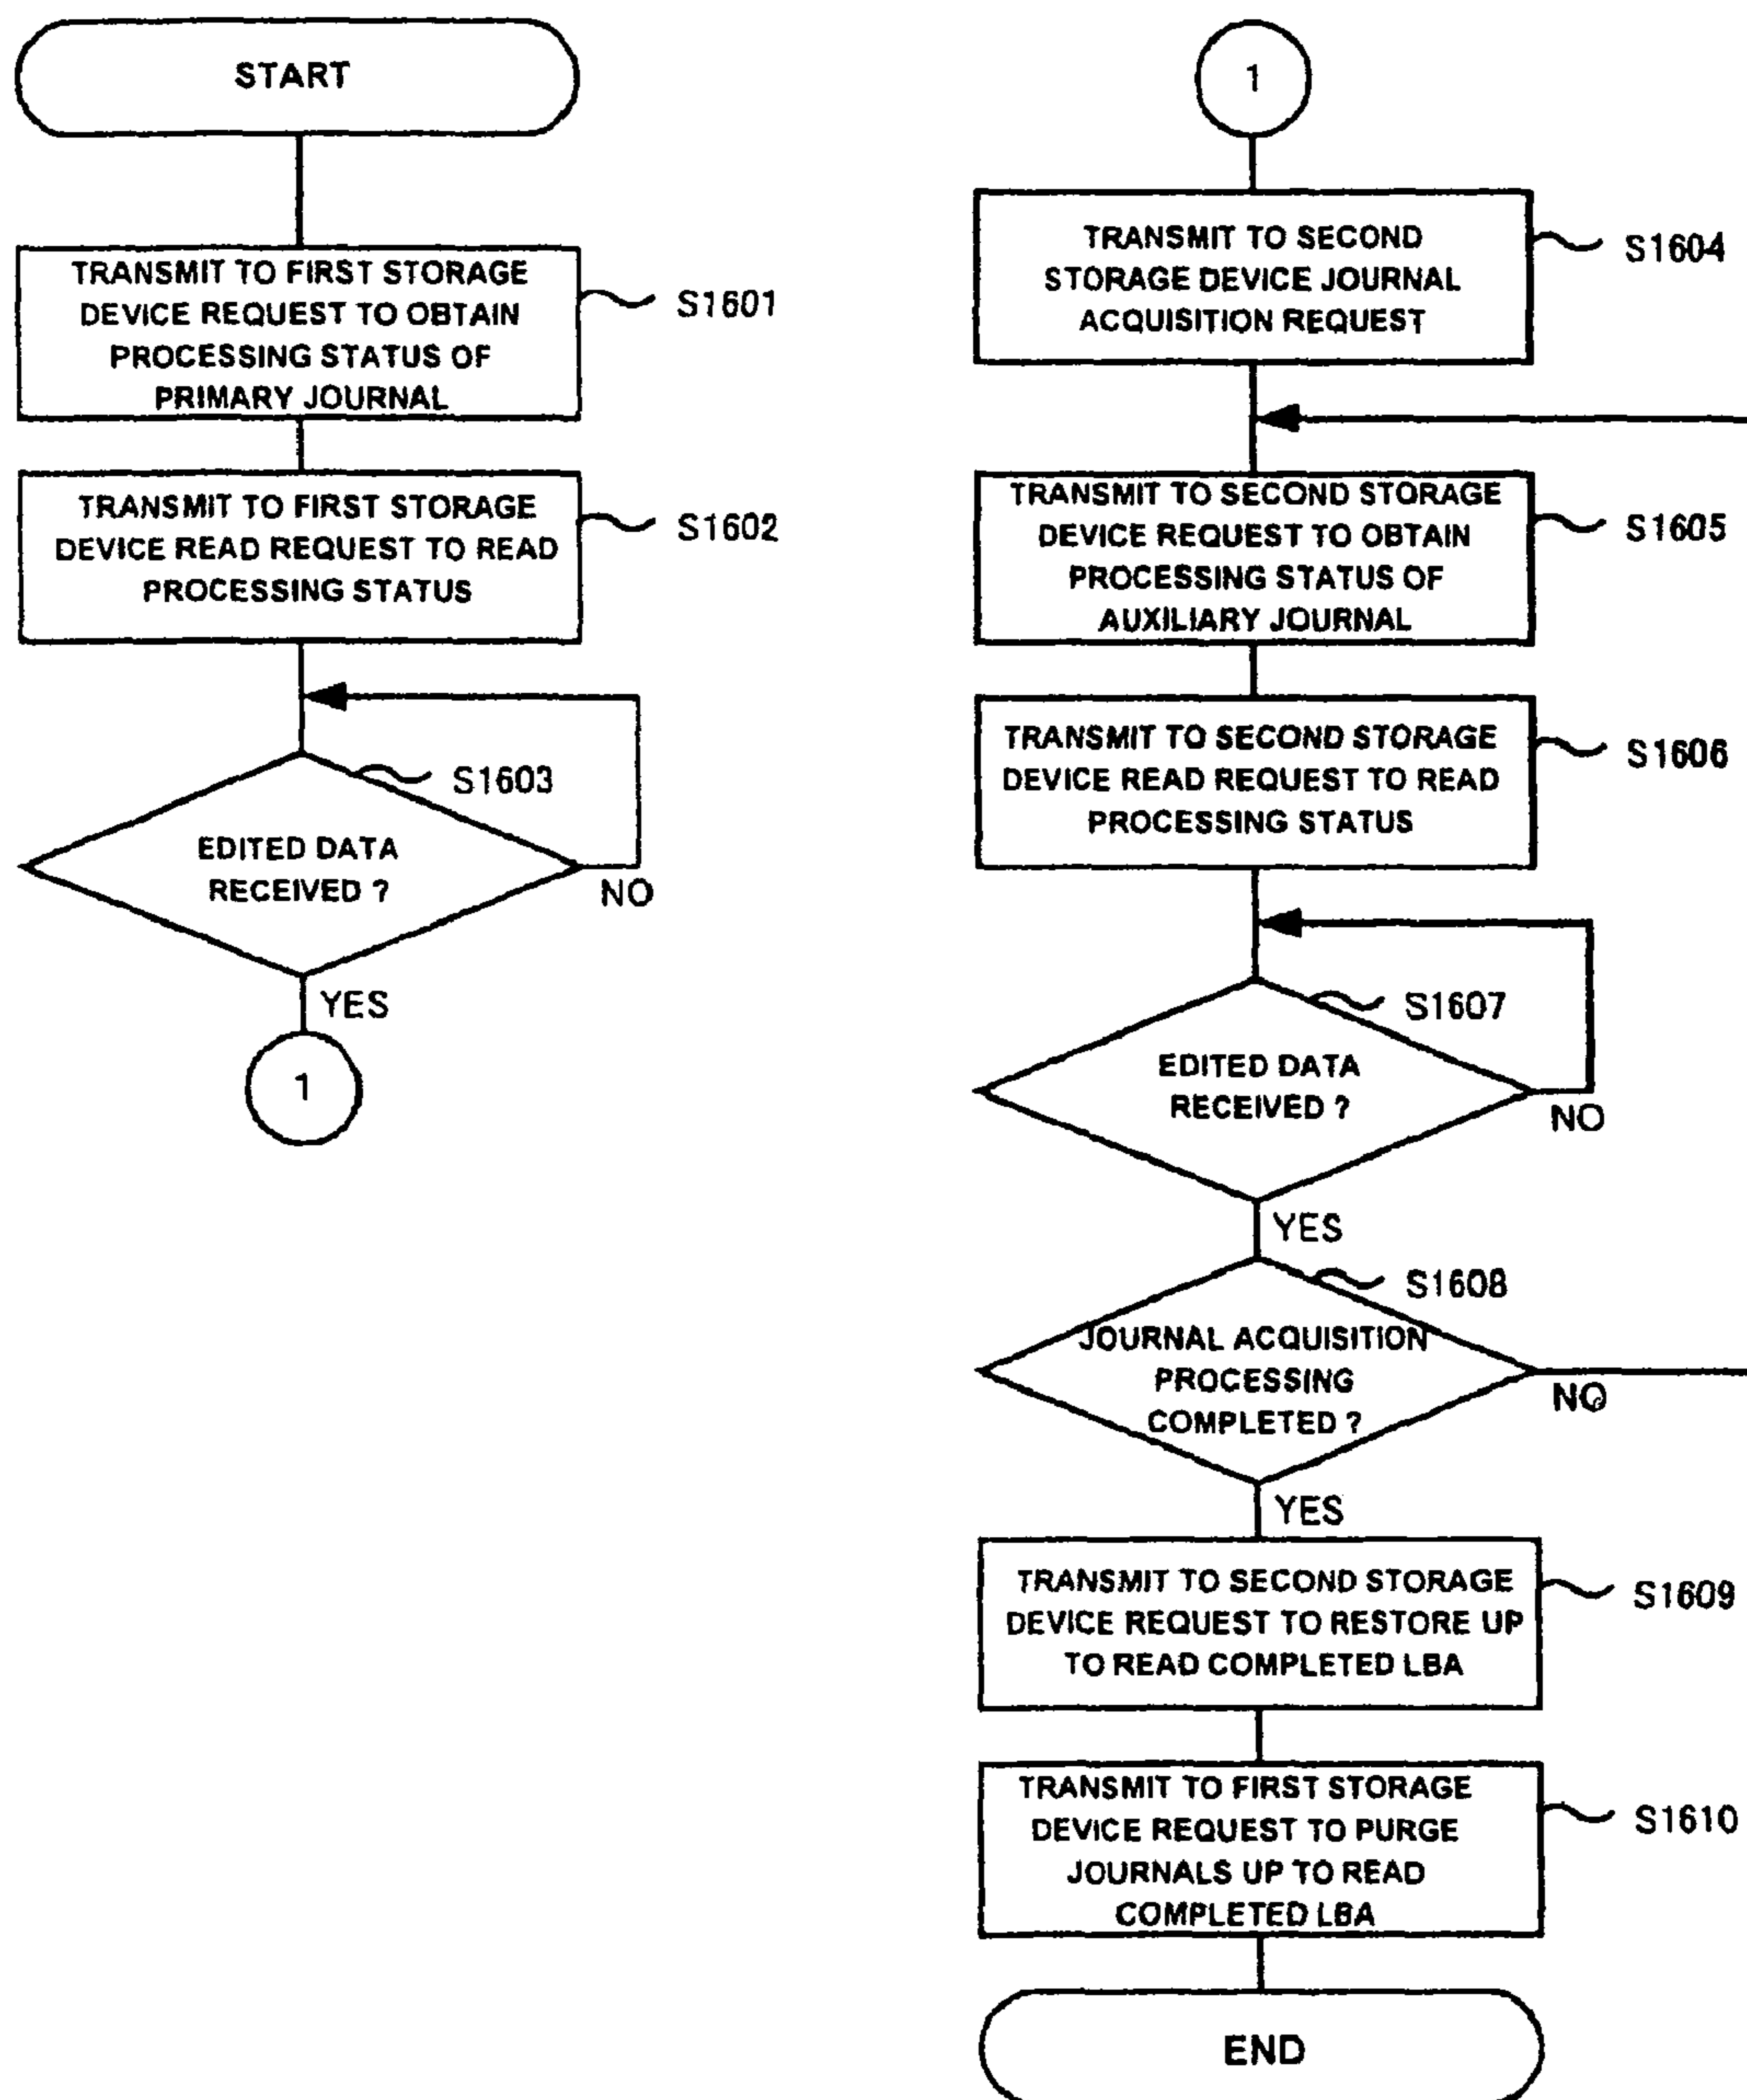 START
TRANSMIT TO FIRST STORAGE
DEVICE REQUEST TO OBTAIN
PROCESSING STATUS OF
PRIMARY JOURNAL
S1601
TRANSMIT TO FIRST STORAGE
DEVICE READ REQUEST TO READ
PROCESSING STATUS
S1602
S1603
EDITED DATA
RECEIVED ?
NO
YES
1
1
TRANSMIT TO SECOND
STORAGE DEVICE JOURNAL
ACQUISITION REQUEST
S1604
TRANSMIT TO SECOND STORAGE
DEVICE REQUEST TO OBTAIN
PROCESSING STATUS OF
AUXILIARY JOURNAL
S1605
TRANSMIT TO SECOND STORAGE
DEVICE READ REQUEST TO READ
PROCESSING STATUS
S1606
S1607
EDITED DATA
RECEIVED ?
NO
YES
S1608
JOURNAL ACQUISITION
PROCESSING
COMPLETED ?
NO
YES
TRANSMIT TO SECOND STORAGE
DEVICE REQUEST TO RESTORE UP
TO READ COMPLETED LBA
S1609
TRANSMIT TO FIRST STORAGE
DEVICE REQUEST TO PURGE
JOURNALS UP TO READ
COMPLETED LBA
S1610
END